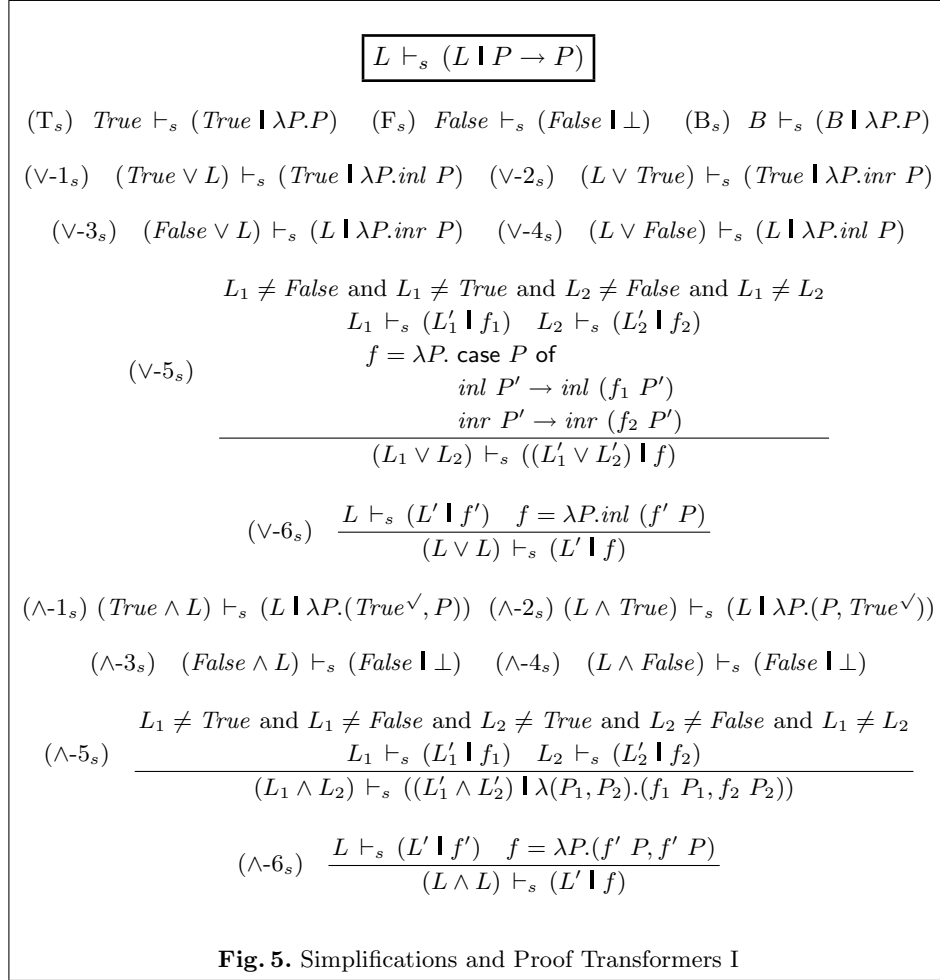 L ⊢ₛ (L ❙ P → P)
(Tₛ) True ⊢ₛ (True ❙ λP.P) (Fₛ) False ⊢ₛ (False ❙ ⊥) (Bₛ) B ⊢ₛ (B ❙ λP.P)
(∨-1ₛ) (True ∨ L) ⊢ₛ (True ❙ λP.inl P) (∨-2ₛ) (L ∨ True) ⊢ₛ (True ❙ λP.inr P)
(∨-3ₛ) (False ∨ L) ⊢ₛ (L ❙ λP.inr P) (∨-4ₛ) (L ∨ False) ⊢ₛ (L ❙ λP.inl P)
L₁ ≠ False and L₁ ≠ True and L₂ ≠ False and L₁ ≠ L₂
L₁ ⊢ₛ (L′₁ ❙ f₁) L₂ ⊢ₛ (L′₂ ❙ f₂)
f = λP. case P of
(∨-5ₛ)
inl P′ → inl (f₁ P′)
inr P′ → inr (f₂ P′)
(L₁ ∨ L₂) ⊢ₛ ((L′₁ ∨ L′₂) ❙ f)
(∨-6ₛ) L ⊢ₛ (L′ ❙ f′) f = λP.inl (f′ P)
(L ∨ L) ⊢ₛ (L′ ❙ f)
(∧-1ₛ) (True ∧ L) ⊢ₛ (L ❙ λP.(True^√, P)) (∧-2ₛ) (L ∧ True) ⊢ₛ (L ❙ λP.(P, True^√))
(∧-3ₛ) (False ∧ L) ⊢ₛ (False ❙ ⊥) (∧-4ₛ) (L ∧ False) ⊢ₛ (False ❙ ⊥)
L₁ ≠ True and L₁ ≠ False and L₂ ≠ True and L₂ ≠ False and L₁ ≠ L₂
(∧-5ₛ) L₁ ⊢ₛ (L′₁ ❙ f₁) L₂ ⊢ₛ (L′₂ ❙ f₂)
(L₁ ∧ L₂) ⊢ₛ ((L′₁ ∧ L′₂) ❙ λ(P₁, P₂).(f₁ P₁, f₂ P₂))
(∧-6ₛ) L ⊢ₛ (L′ ❙ f′) f = λP.(f′ P, f′ P)
(L ∧ L) ⊢ₛ (L′ ❙ f)
Fig. 5. Simplifications and Proof Transformers I